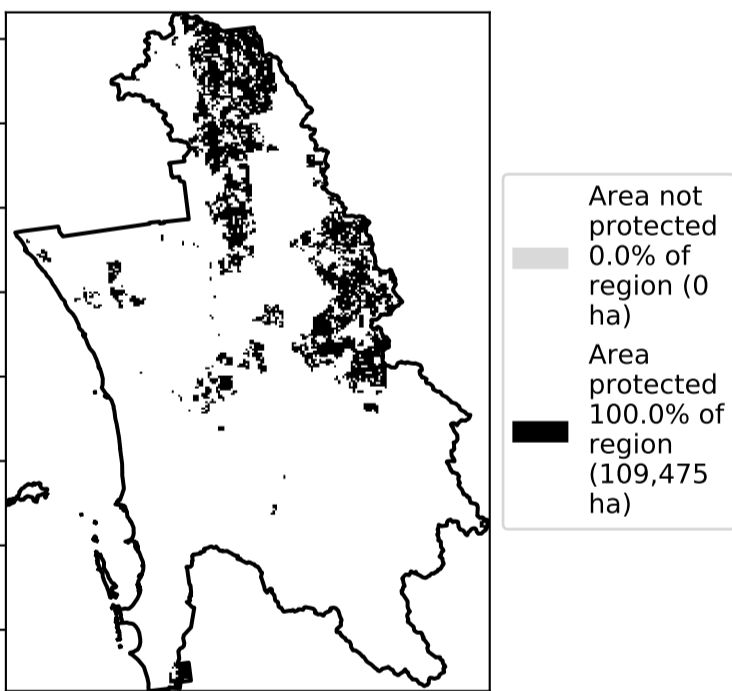 Area not
protected
0.0% of
region (0
ha)
Area
protected
100.0% of
region
(109,475
ha)